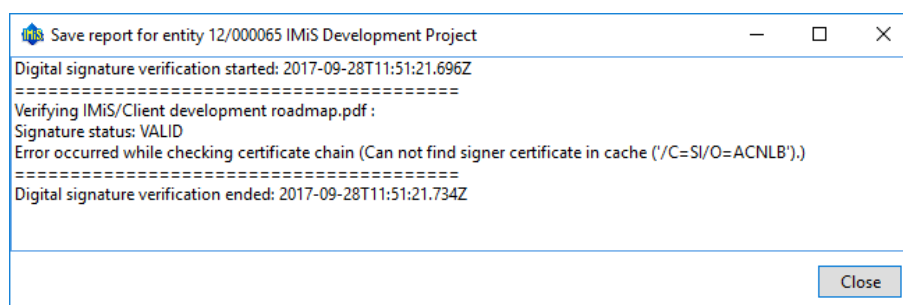 Save report for entity 12/000065 IMiS Development Project
Digital signature verification started: 2017-09-28T11:51:21.696Z
========================================
Verifying IMiS/Client development roadmap.pdf :
Signature status: VALID
Error occurred while checking certificate chain (Can not find signer certificate in cache ('/C=SI/O=ACNLB').)
========================================
Digital signature verification ended: 2017-09-28T11:51:21.734Z
Close